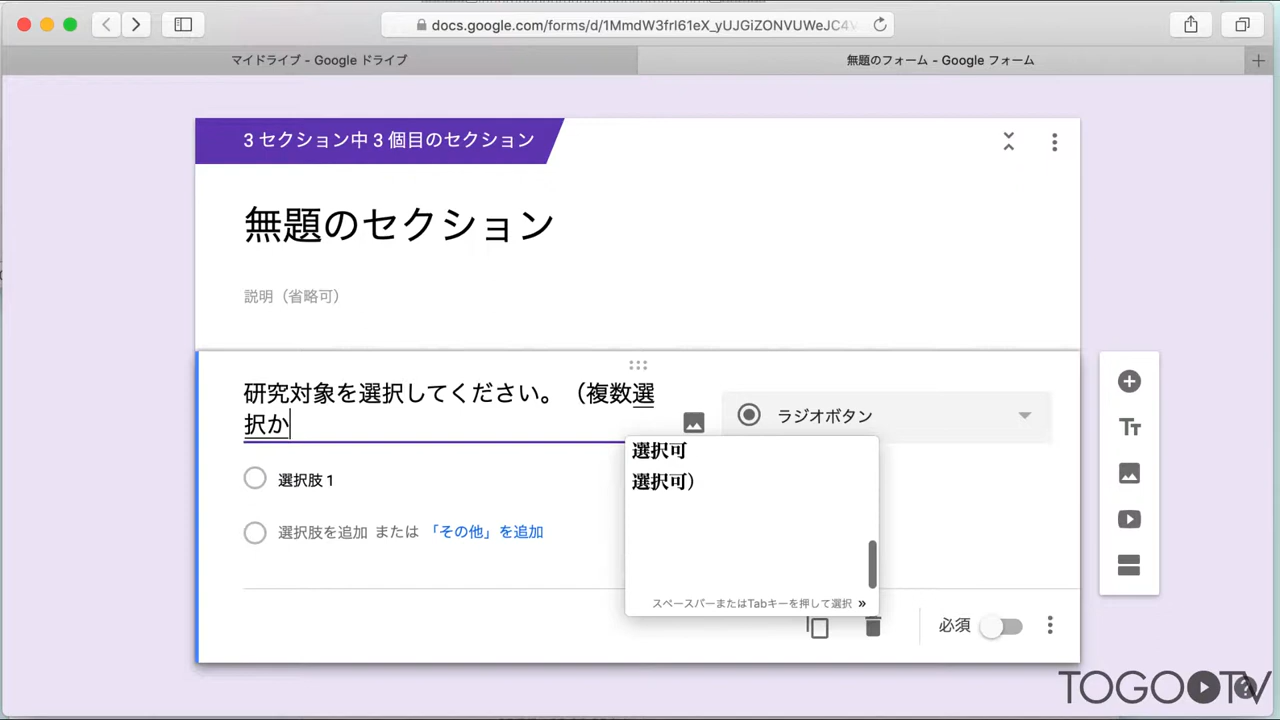 docs.google.com/forms/d/1MmdW3frI61eX_yUJGiZONVUWeJC4V
マイドライブ - Google ドライブ
無題のフォーム - Google フォーム
3 セクション中 3 個目のセクション
無題のセクション
説明（省略可）
研究対象を選択してください。（複数選
択か
ラジオボタン
選択可
選択可）
選択肢 1
選択肢を追加 または 「その他」を追加
スペースバーまたはTabキーを押して選択 »
必須
Tт
TOGOTV